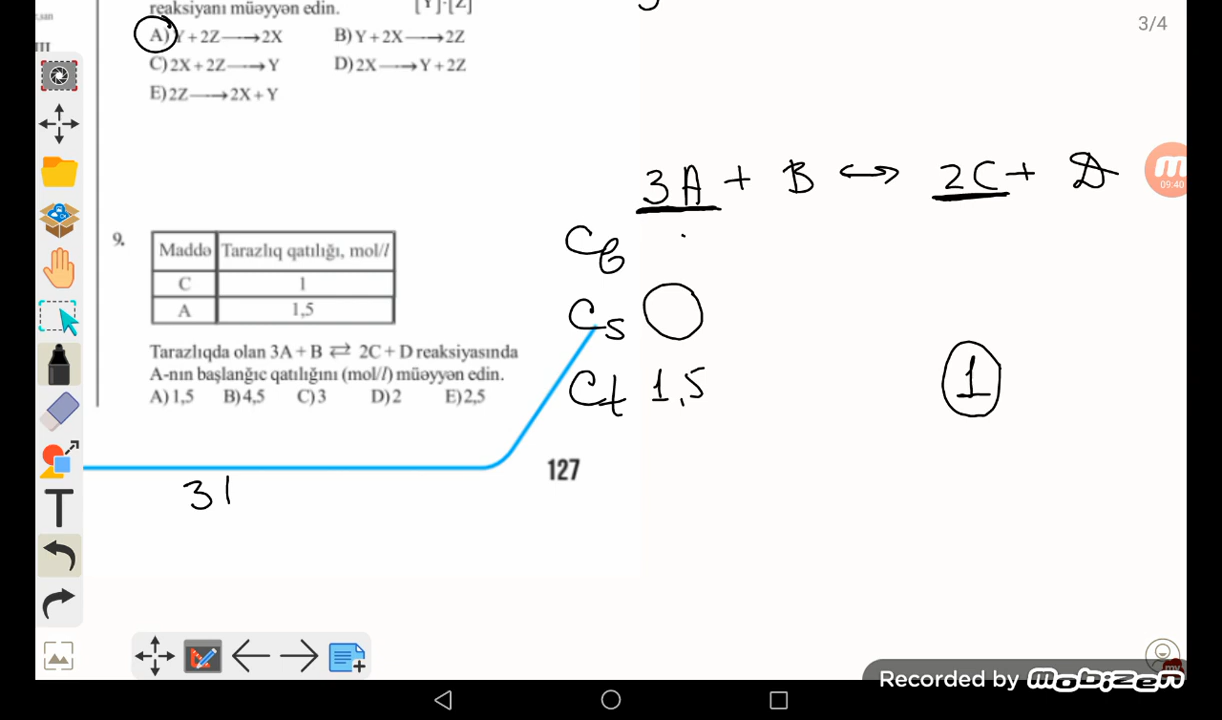 reaksiyanı müəyyən edin. [Y]·[Z]
A) Y + 2Z ⟶ 2X B) Y + 2X ⟶ 2Z
C) 2X + 2Z ⟶ Y D) 2X ⟶ Y + 2Z
E) 2Z ⟶ 2X + Y
3/4
09:40
9.
Maddə Tarazlıq qatılığı, mol/l
C 1
A 1,5
Tarazlıqda olan 3A + B ⇄ 2C + D reaksiyasında
A-nın başlanğıc qatılığını (mol/l) müəyyən edin.
A) 1,5 B) 4,5 C) 3 D) 2 E) 2,5
127
3A + B ↔ 2C + D
Cb
Cs
Ct 1,5 1
3
T
Recorded by mobizen